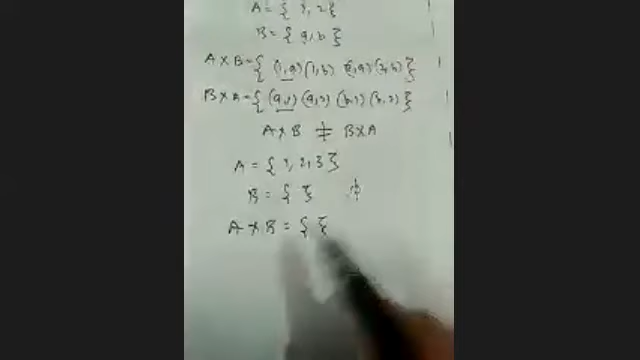 A = { 1, 2 }
B = { a, b }
A × B = { (1, a) (1, b) (2, a) (2, b) }
B × A = { (a, 1) (a, 2) (b, 1) (b, 2) }
A × B ≠ B × A
A = { 1, 2, 3 }
B = { } ϕ
A × B = { }